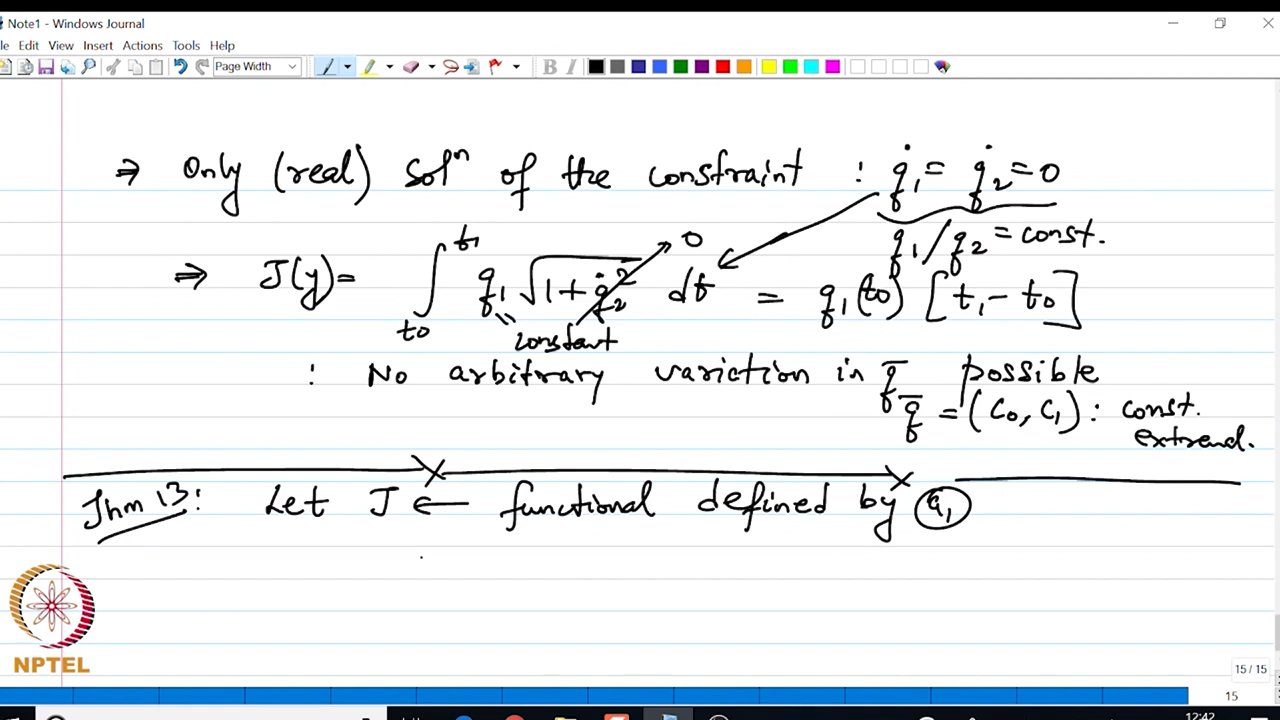 Note1 - Windows Journal
le Edit View Insert Actions Tools Help
Page Width
⇒ Only (real) solⁿ of the constraint : q̇₁ = q̇₂ = 0
q₁/q₂ = const.
⇒ J(y) = ∫_{t0}^{t1} q₁ √(1 + q̇₂²) dt = q₁(t0) [t₁ - t0]
0
constant
: No arbitrary variation in q̄ possible
q̄ = (C₀, C₁) : const.
extremal.
Thm 13: Let J ← functional defined by a₁
NPTEL
15 / 15
15
12:42